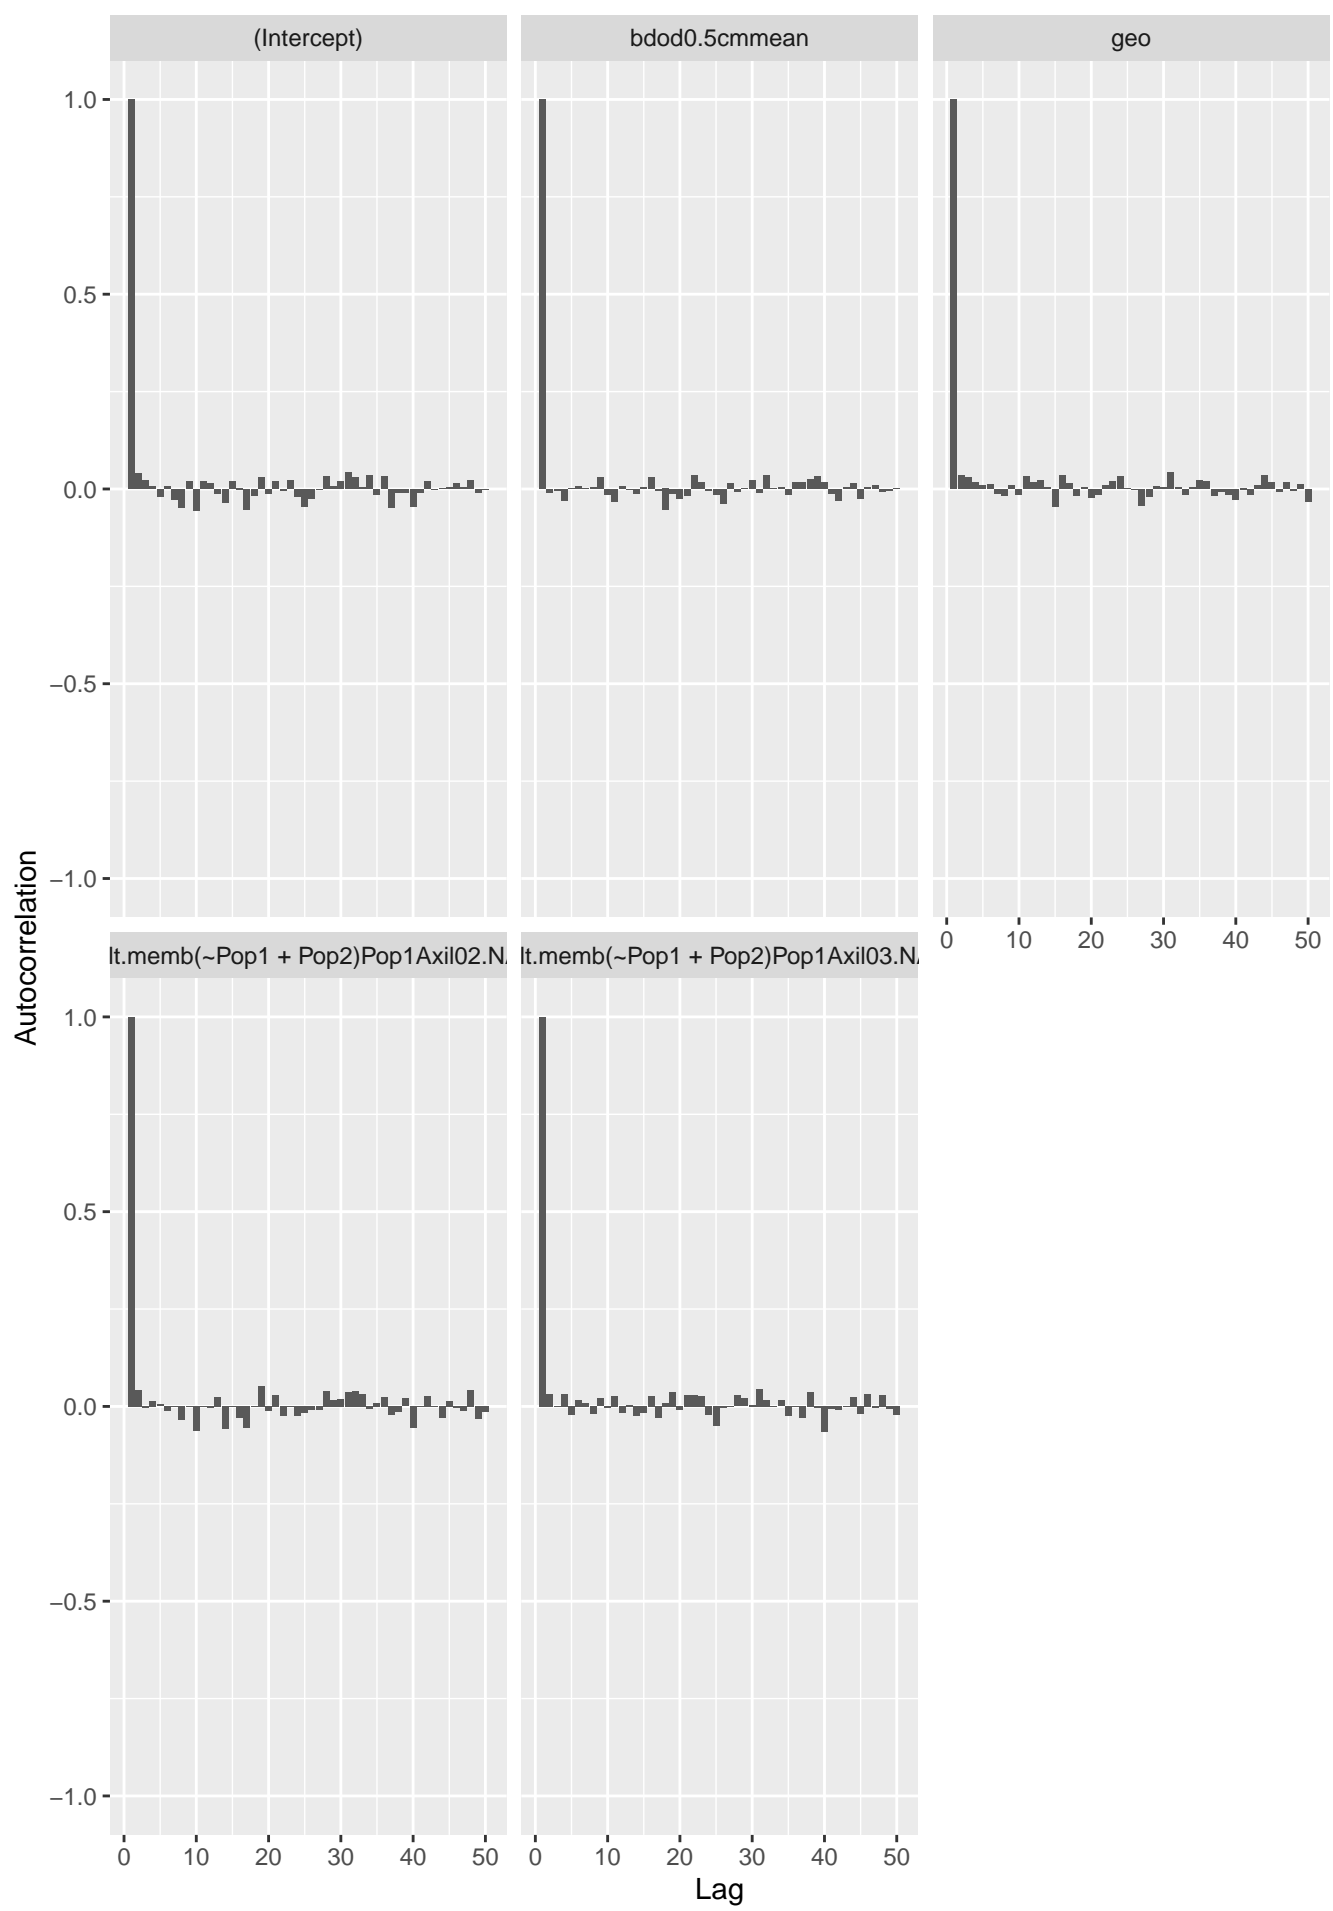 (Intercept)
bdod0.5cmmean
geo
1.0
0.5
0.0
−0.5
−1.0
0 10 20 30 40 50
lt.memb(~Pop1 + Pop2)Pop1Axil02.N
lt.memb(~Pop1 + Pop2)Pop1Axil03.N
1.0
0.5
0.0
−0.5
−1.0
0 10 20 30 40 50
0 10 20 30 40 50
Autocorrelation
Lag